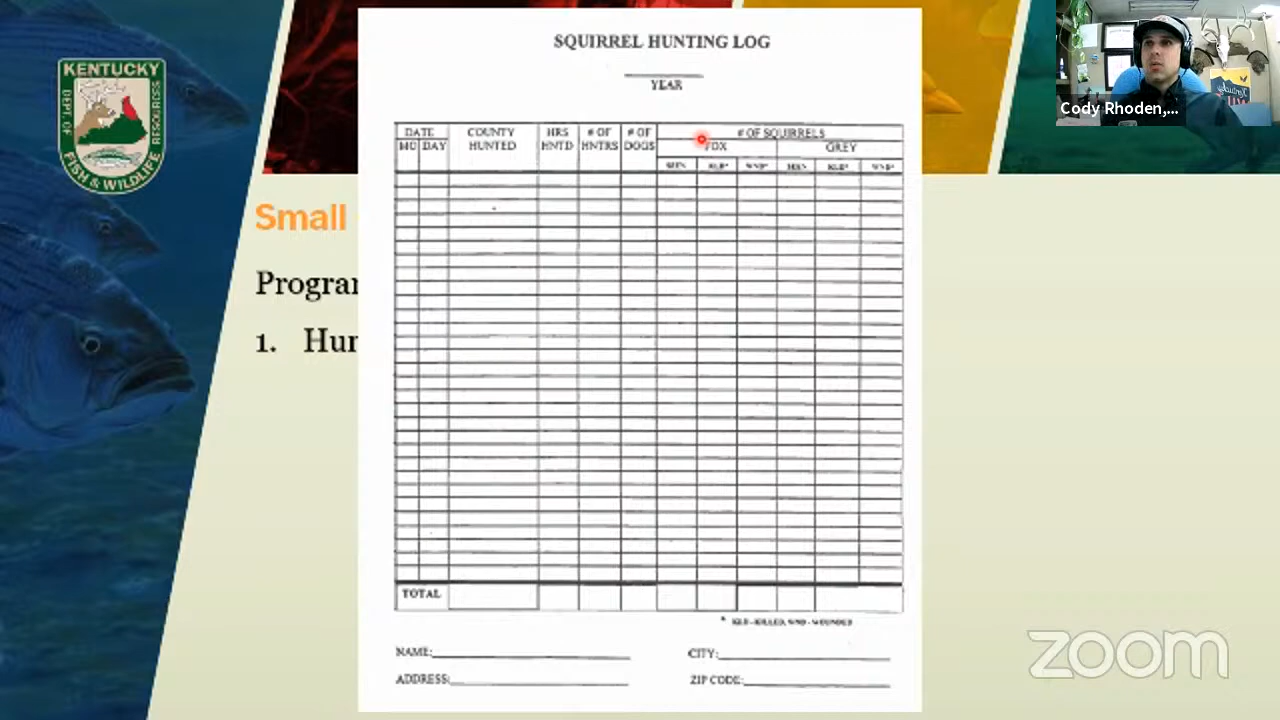 KENTUCKY
DEPT. OF
FISH & WILDLIFE
RESOURCES
SQUIRREL HUNTING LOG
YEAR
DATE
MO DAY
COUNTY
HUNTED
HRS
HNTD
# OF
HNTRS
# OF
DOGS
# OF SQUIRRELS
FOX
GREY
SEEN KLD* WND* SEEN KLD* WND*
TOTAL
* KLD - KILLED, WND - WOUNDED
NAME:
CITY:
ADDRESS:
ZIP CODE:
Small
Program
1. Hun
Cody Rhoden,...
zoom